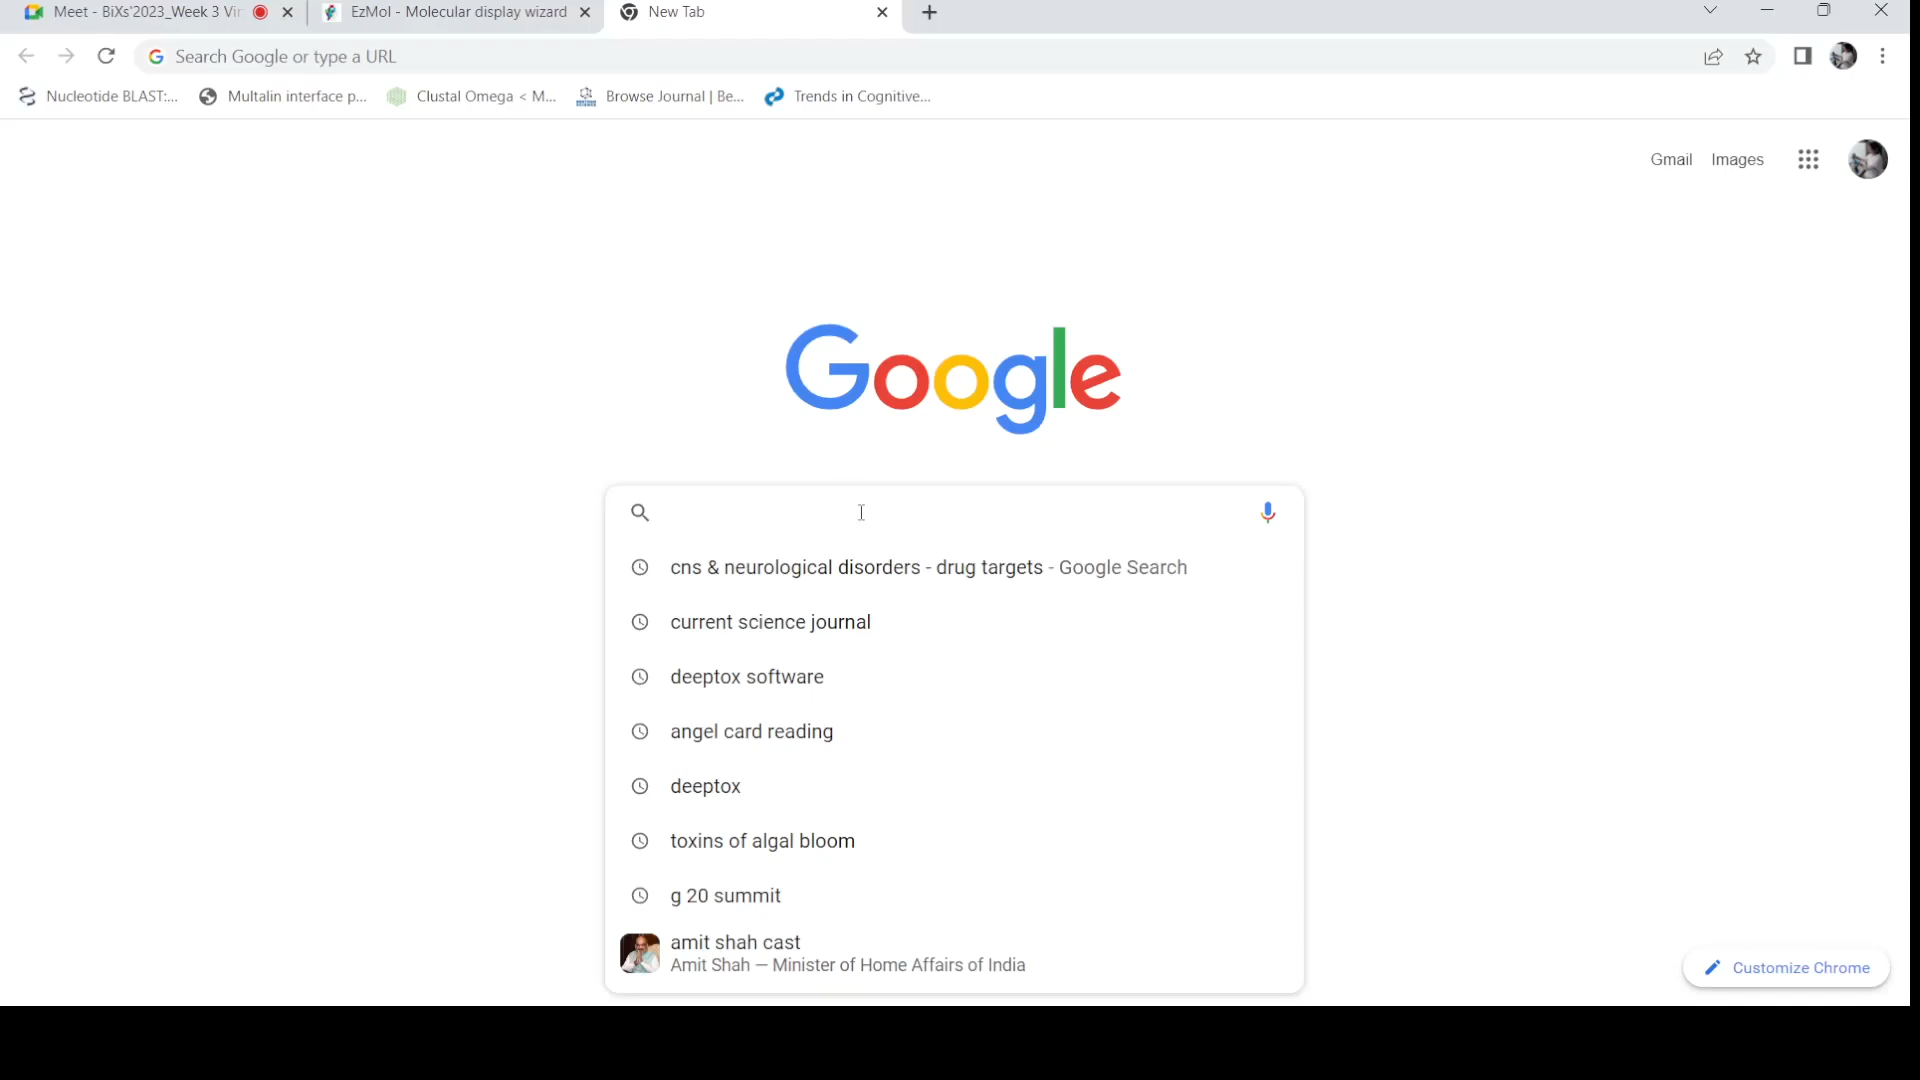 Meet - BiXs'2023_Week 3 Vir
EzMol - Molecular display wizard
New Tab
Search Google or type a URL
Nucleotide BLAST:...
Multalin interface p...
Clustal Omega < M...
Browse Journal | Be...
Trends in Cognitive...
Gmail
Images
Google
cns & neurological disorders - drug targets - Google Search
current science journal
deeptox software
angel card reading
deeptox
toxins of algal bloom
g 20 summit
amit shah cast
Amit Shah — Minister of Home Affairs of India
Customize Chrome